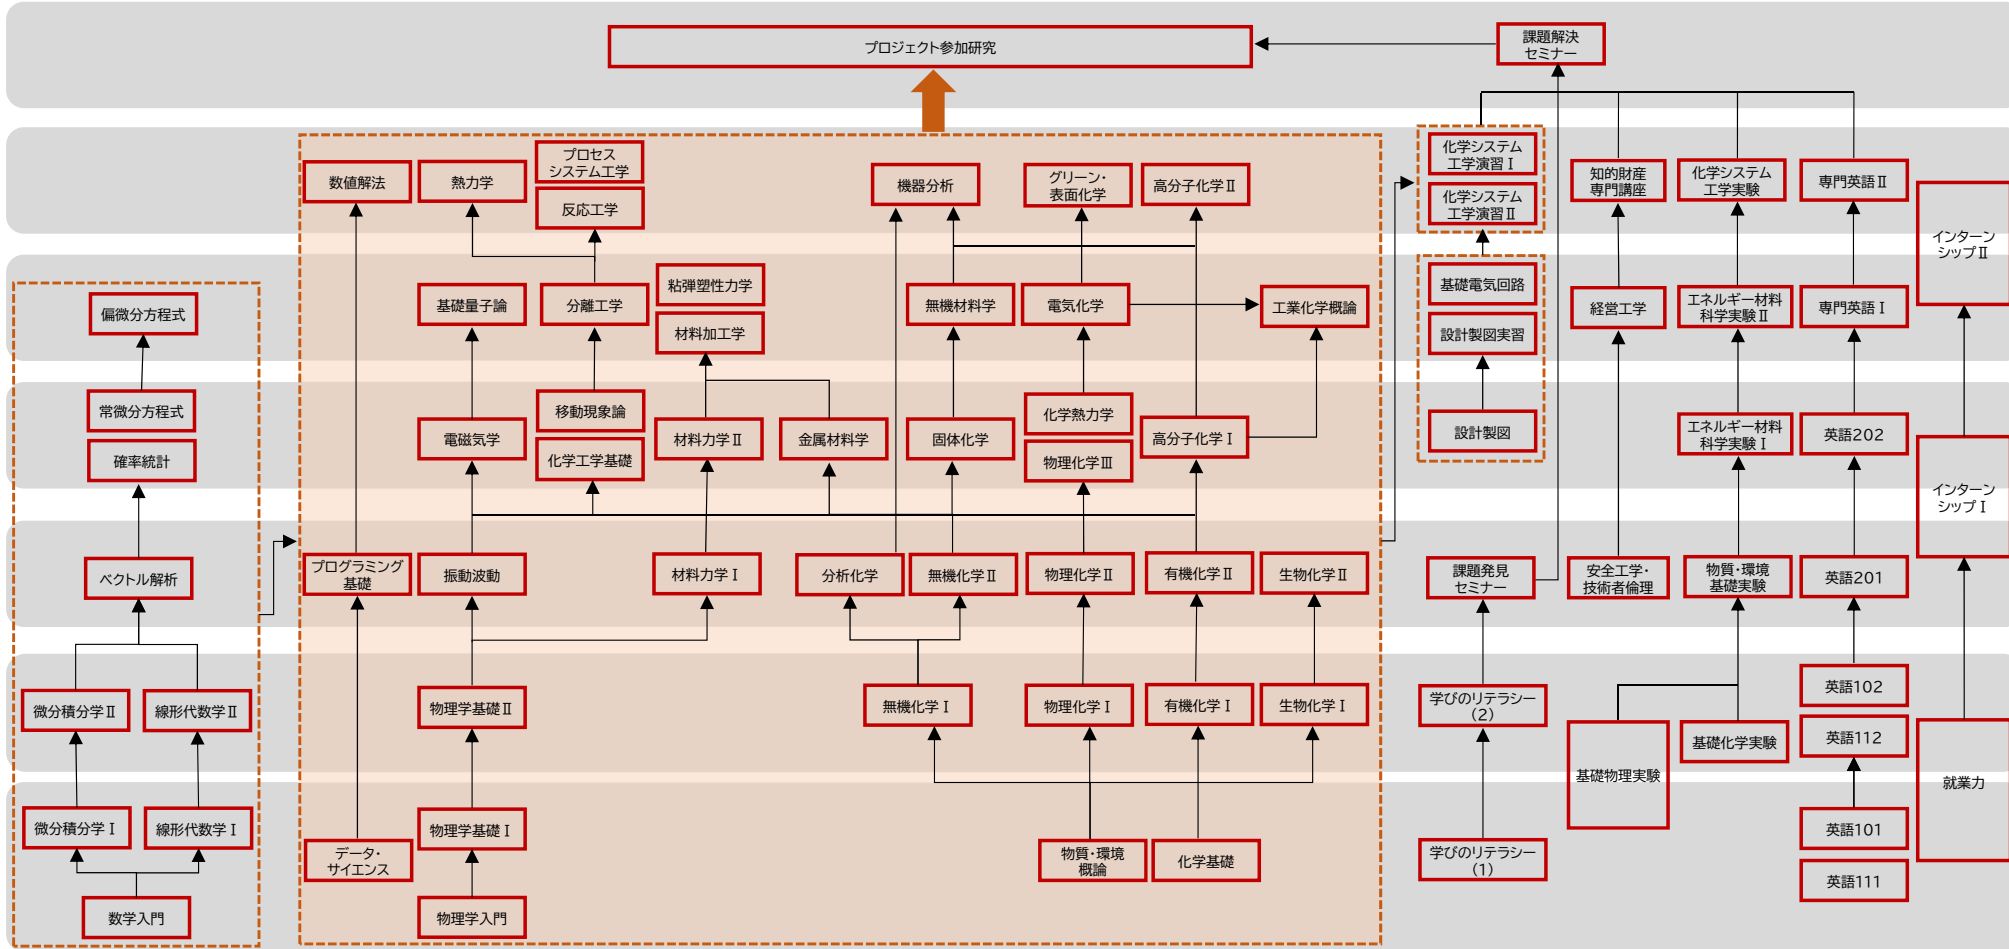 プロジェクト参加研究
課題解決
セミナー
数値解法
熱力学
プロセス
システム工学
反応工学
機器分析
グリーン・
表面化学
高分子化学Ⅱ
化学システム
工学演習Ⅰ
化学システム
工学演習Ⅱ
知的財産
専門講座
化学システム
工学実験
専門英語Ⅱ
インターン
シップⅡ
偏微分方程式
基礎量子論
分離工学
粘弾塑性力学
材料加工学
無機材料学
電気化学
工業化学概論
基礎電気回路
設計製図実習
経営工学
エネルギー材料
科学実験Ⅱ
専門英語Ⅰ
常微分方程式
確率統計
電磁気学
移動現象論
化学工学基礎
材料力学Ⅱ
金属材料学
固体化学
化学熱力学
物理化学Ⅲ
高分子化学Ⅰ
設計製図
エネルギー材料
科学実験Ⅰ
英語202
インターン
シップⅠ
ベクトル解析
プログラミング
基礎
振動波動
材料力学Ⅰ
分析化学
無機化学Ⅱ
物理化学Ⅱ
有機化学Ⅱ
生物化学Ⅱ
課題発見
セミナー
安全工学・
技術者倫理
物質・環境
基礎実験
英語201
微分積分学Ⅱ
線形代数学Ⅱ
物理学基礎Ⅱ
無機化学Ⅰ
物理化学Ⅰ
有機化学Ⅰ
生物化学Ⅰ
学びのリテラシー
(2)
基礎物理実験
基礎化学実験
英語102
英語112
就業力
微分積分学Ⅰ
線形代数学Ⅰ
データ・
サイエンス
物理学基礎Ⅰ
物質・環境
概論
化学基礎
学びのリテラシー
(1)
英語101
英語111
数学入門
物理学入門